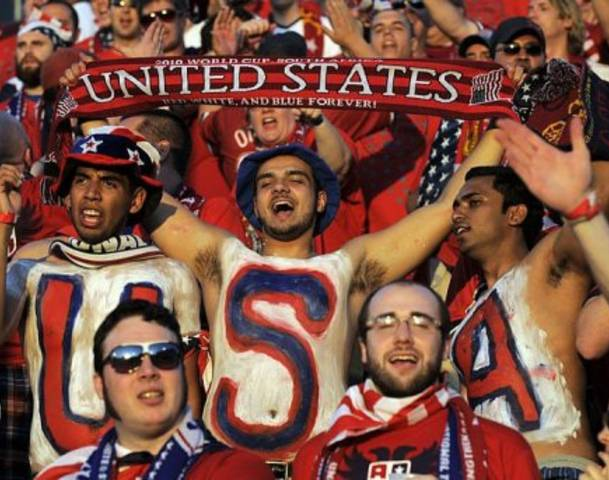 2010 WORLD CUP SOUTH AFRICA
UNITED STATES
RED, WHITE, AND BLUE FOREVER!
U S A